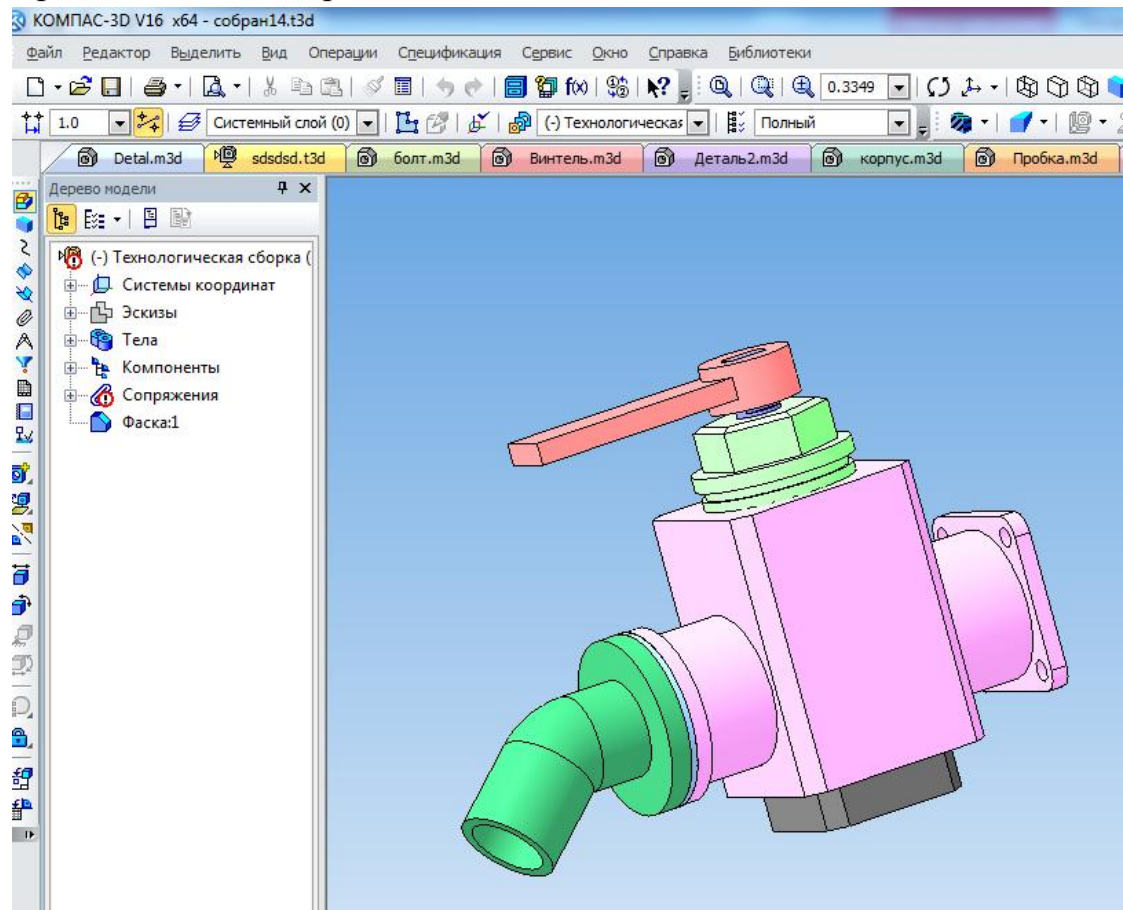 КОМПАС-3D V16 x64 - собран14.t3d
Файл Редактор Выделить Вид Операции Спецификация Сервис Окно Справка Библиотеки
f(x) 0.3349
1.0 Системный слой (0) (-) Технологическая Полный
Detal.m3d sdsdsd.t3d болт.m3d Винтель.m3d Деталь2.m3d корпус.m3d Пробка.m3d
Дерево модели
(-) Технологическая сборка (
Системы координат
Эскизы
Тела
Компоненты
Сопряжения
Фаска:1